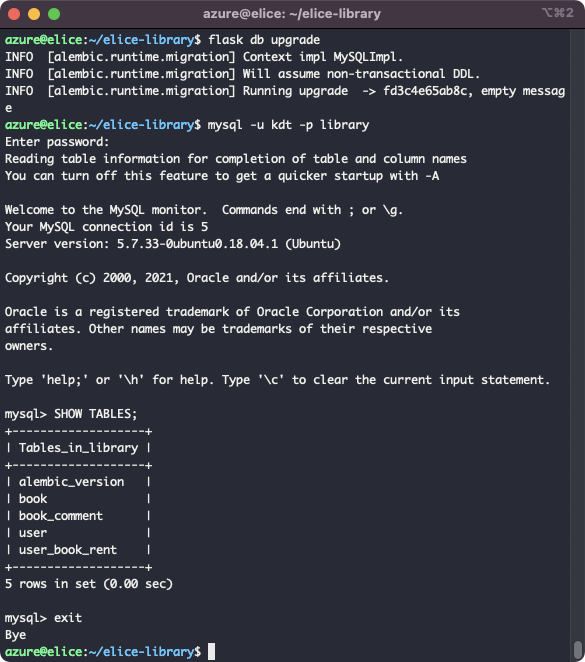 azure@elice: ~/elice-library
⌥⌘2
azure@elice:~/elice-library$ flask db upgrade
INFO  [alembic.runtime.migration] Context impl MySQLImpl.
INFO  [alembic.runtime.migration] Will assume non-transactional DDL.
INFO  [alembic.runtime.migration] Running upgrade  -> fd3c4e65ab8c, empty messag
e
azure@elice:~/elice-library$ mysql -u kdt -p library
Enter password:
Reading table information for completion of table and column names
You can turn off this feature to get a quicker startup with -A
Welcome to the MySQL monitor.  Commands end with ; or \g.
Your MySQL connection id is 5
Server version: 5.7.33-0ubuntu0.18.04.1 (Ubuntu)
Copyright (c) 2000, 2021, Oracle and/or its affiliates.
Oracle is a registered trademark of Oracle Corporation and/or its
affiliates. Other names may be trademarks of their respective
owners.
Type 'help;' or '\h' for help. Type '\c' to clear the current input statement.
mysql> SHOW TABLES;
+-------------------+
| Tables_in_library |
+-------------------+
| alembic_version   |
| book              |
| book_comment      |
| user              |
| user_book_rent    |
+-------------------+
5 rows in set (0.00 sec)
mysql> exit
Bye
azure@elice:~/elice-library$